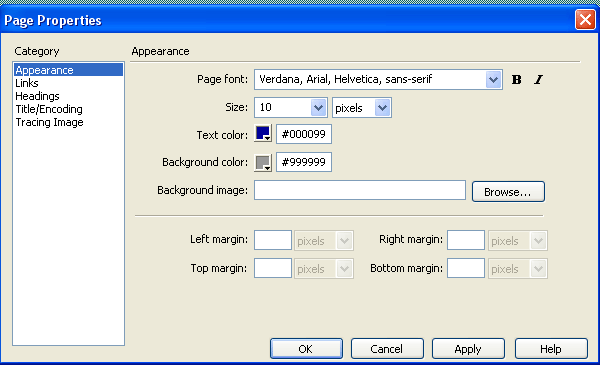 Page Properties
Category
Appearance
Links
Headings
Title/Encoding
Tracing Image
Appearance
Page font: Verdana, Arial, Helvetica, sans-serif B I
Size: 10 pixels
Text color: #000099
Background color: #999999
Background image: Browse...
Left margin: pixels Right margin: pixels
Top margin: pixels Bottom margin: pixels
OK Cancel Apply Help